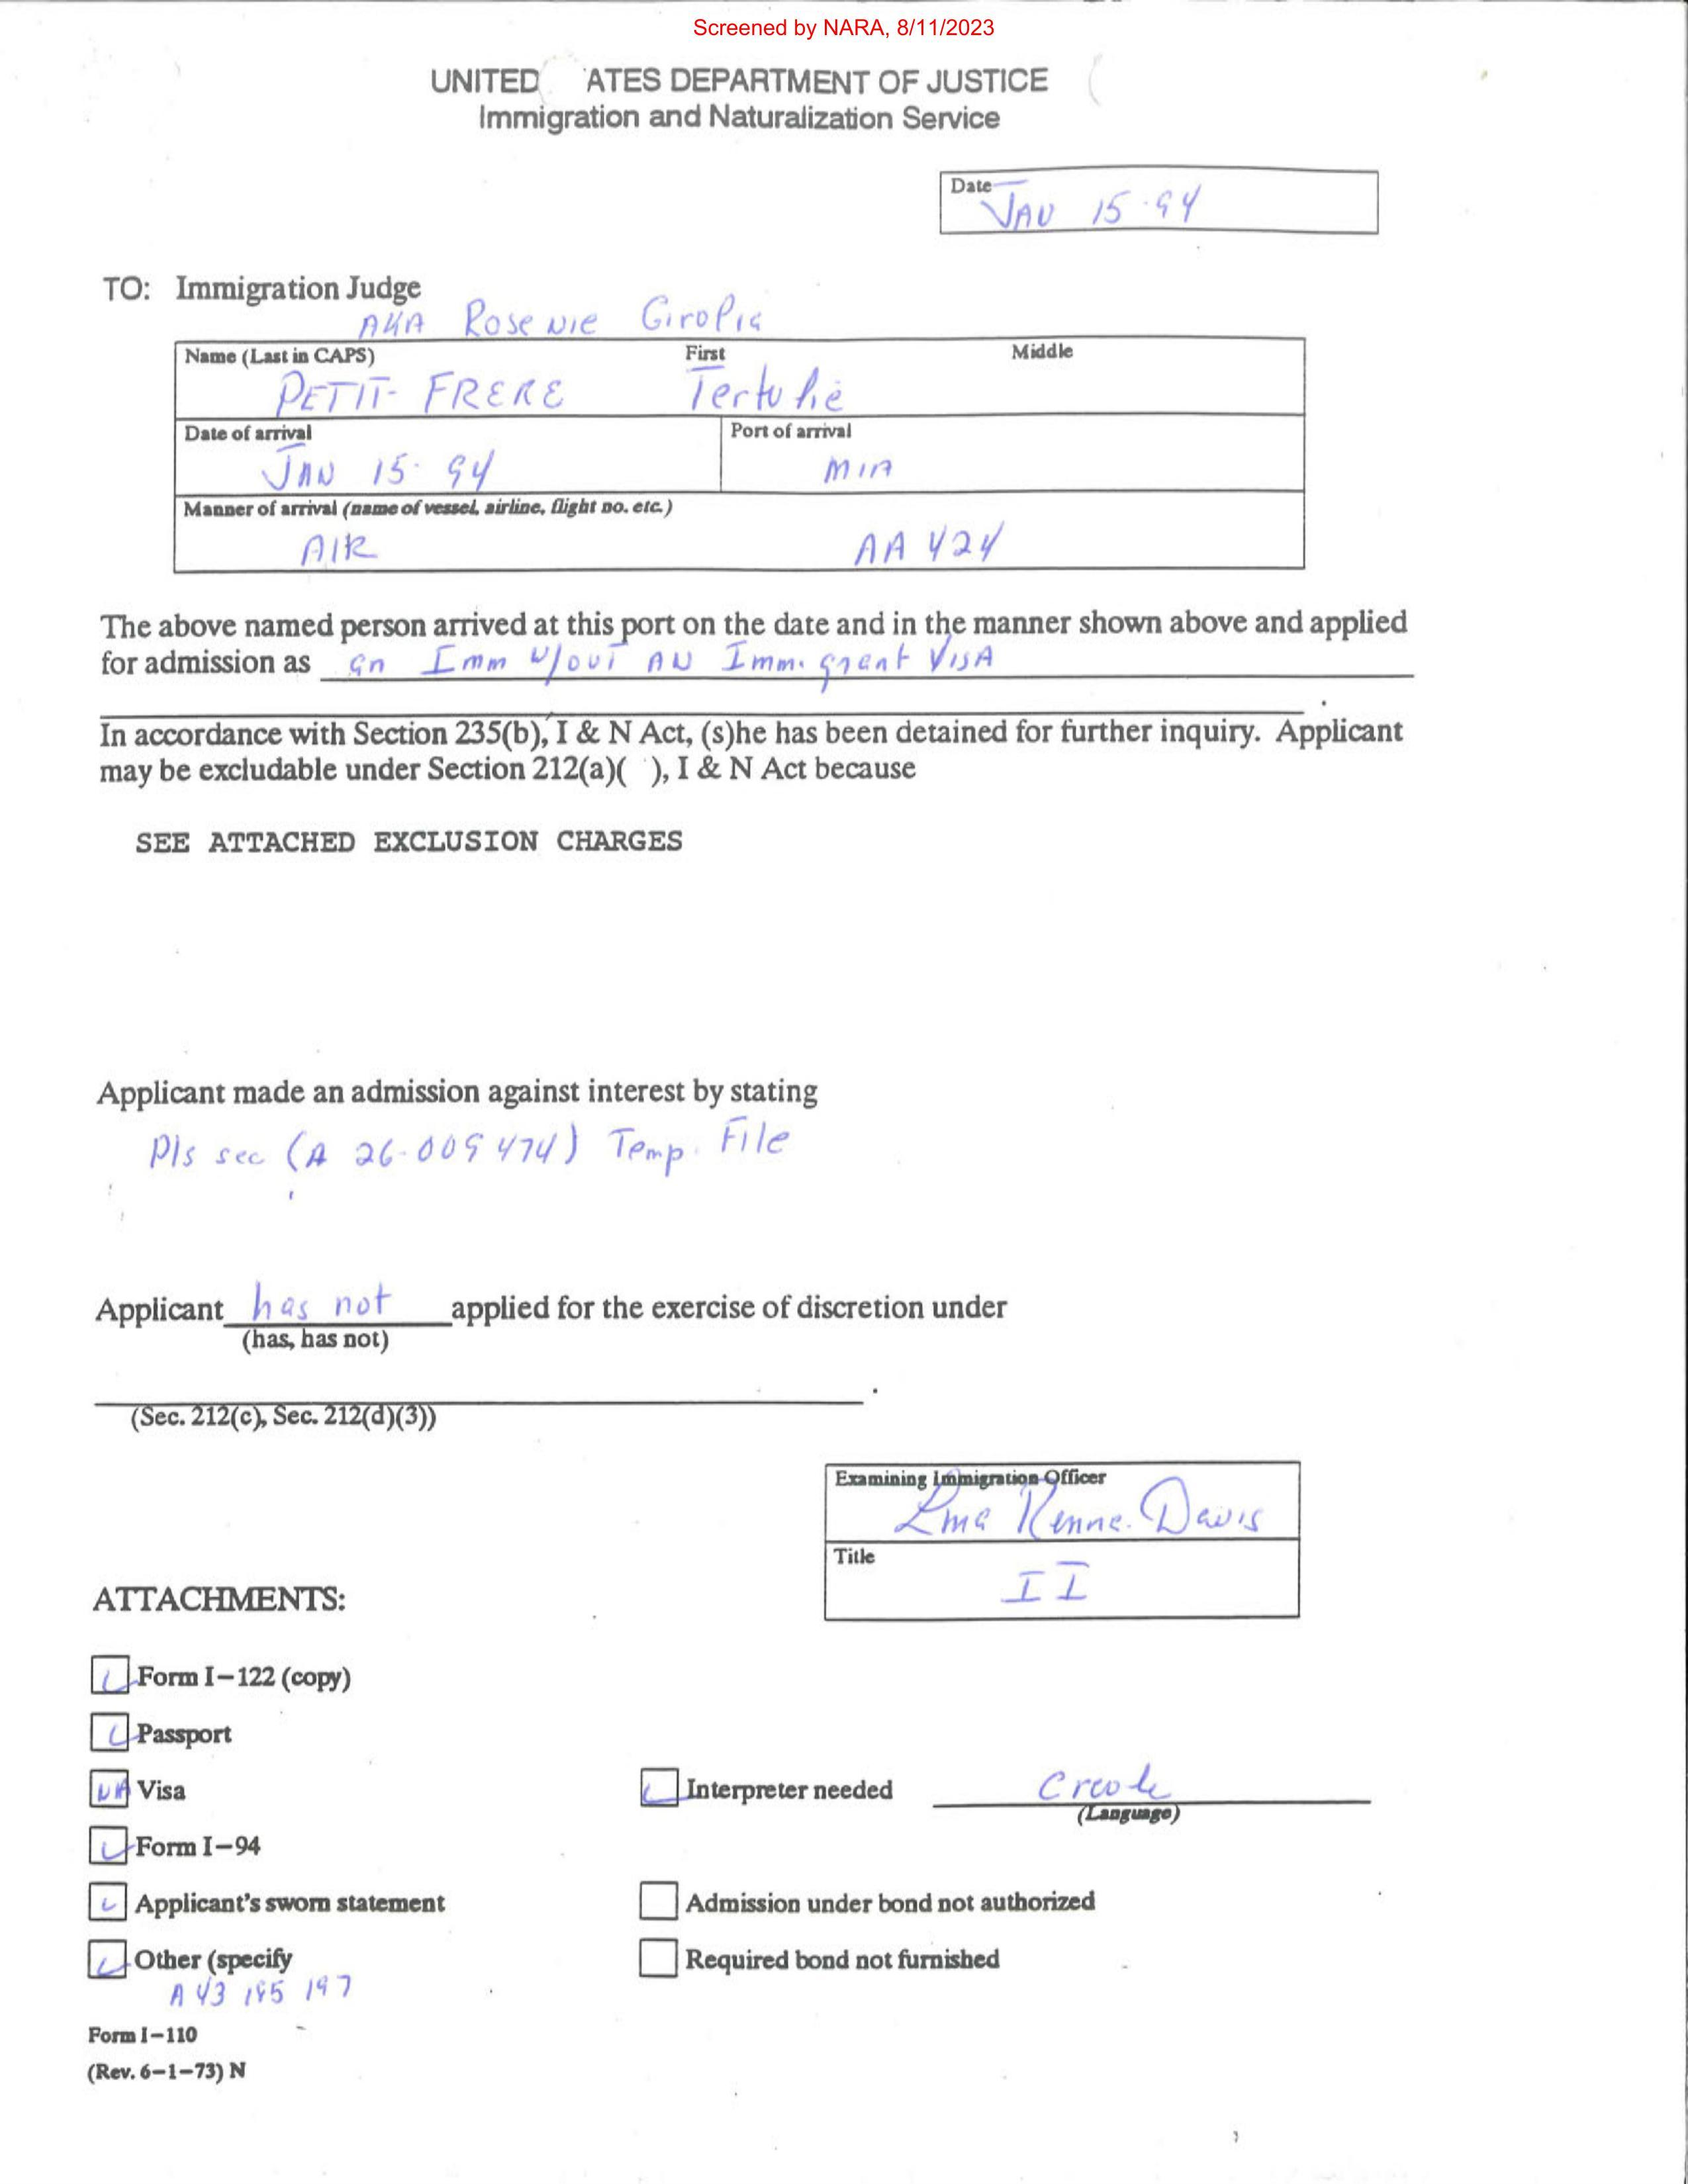 Screened by NARA, 8/11/2023
UNITED ATES DEPARTMENT OF JUSTICE
Immigration and Naturalization Service
Date
JAN 15-94
TO: Immigration Judge
AKA Rose Nie
Name (Last in CAPS) First Middle
PETIT-FRERE Tertulie
Date of arrival Port of arrival
JAN 15-94 MIA
Manner of arrival (name of vessel, airline, flight no. etc.)
AIR AA 424
The above named person arrived at this port on the date and in the manner shown above and applied
for admission as an Imm w/out AN Immigrant VISA
.
In accordance with Section 235(b), I & N Act, (s)he has been detained for further inquiry. Applicant
may be excludable under Section 212(a)( ), I & N Act because
SEE ATTACHED EXCLUSION CHARGES
Applicant made an admission against interest by stating
Pls see (A 26-009 474) Temp. File
Applicant has not applied for the exercise of discretion under
(has, has not)
.
(Sec. 212(c), Sec. 212(d)(3))
Examining Immigration Officer
Davis
Title
II
ATTACHMENTS:
Form I-122 (copy)
Passport
NA Visa
Interpreter needed Creole
(Language)
Form I-94
Applicant's sworn statement
Admission under bond not authorized
Other (specify
Required bond not furnished
A 43 195 197
Form I-110
(Rev. 6-1-73) N